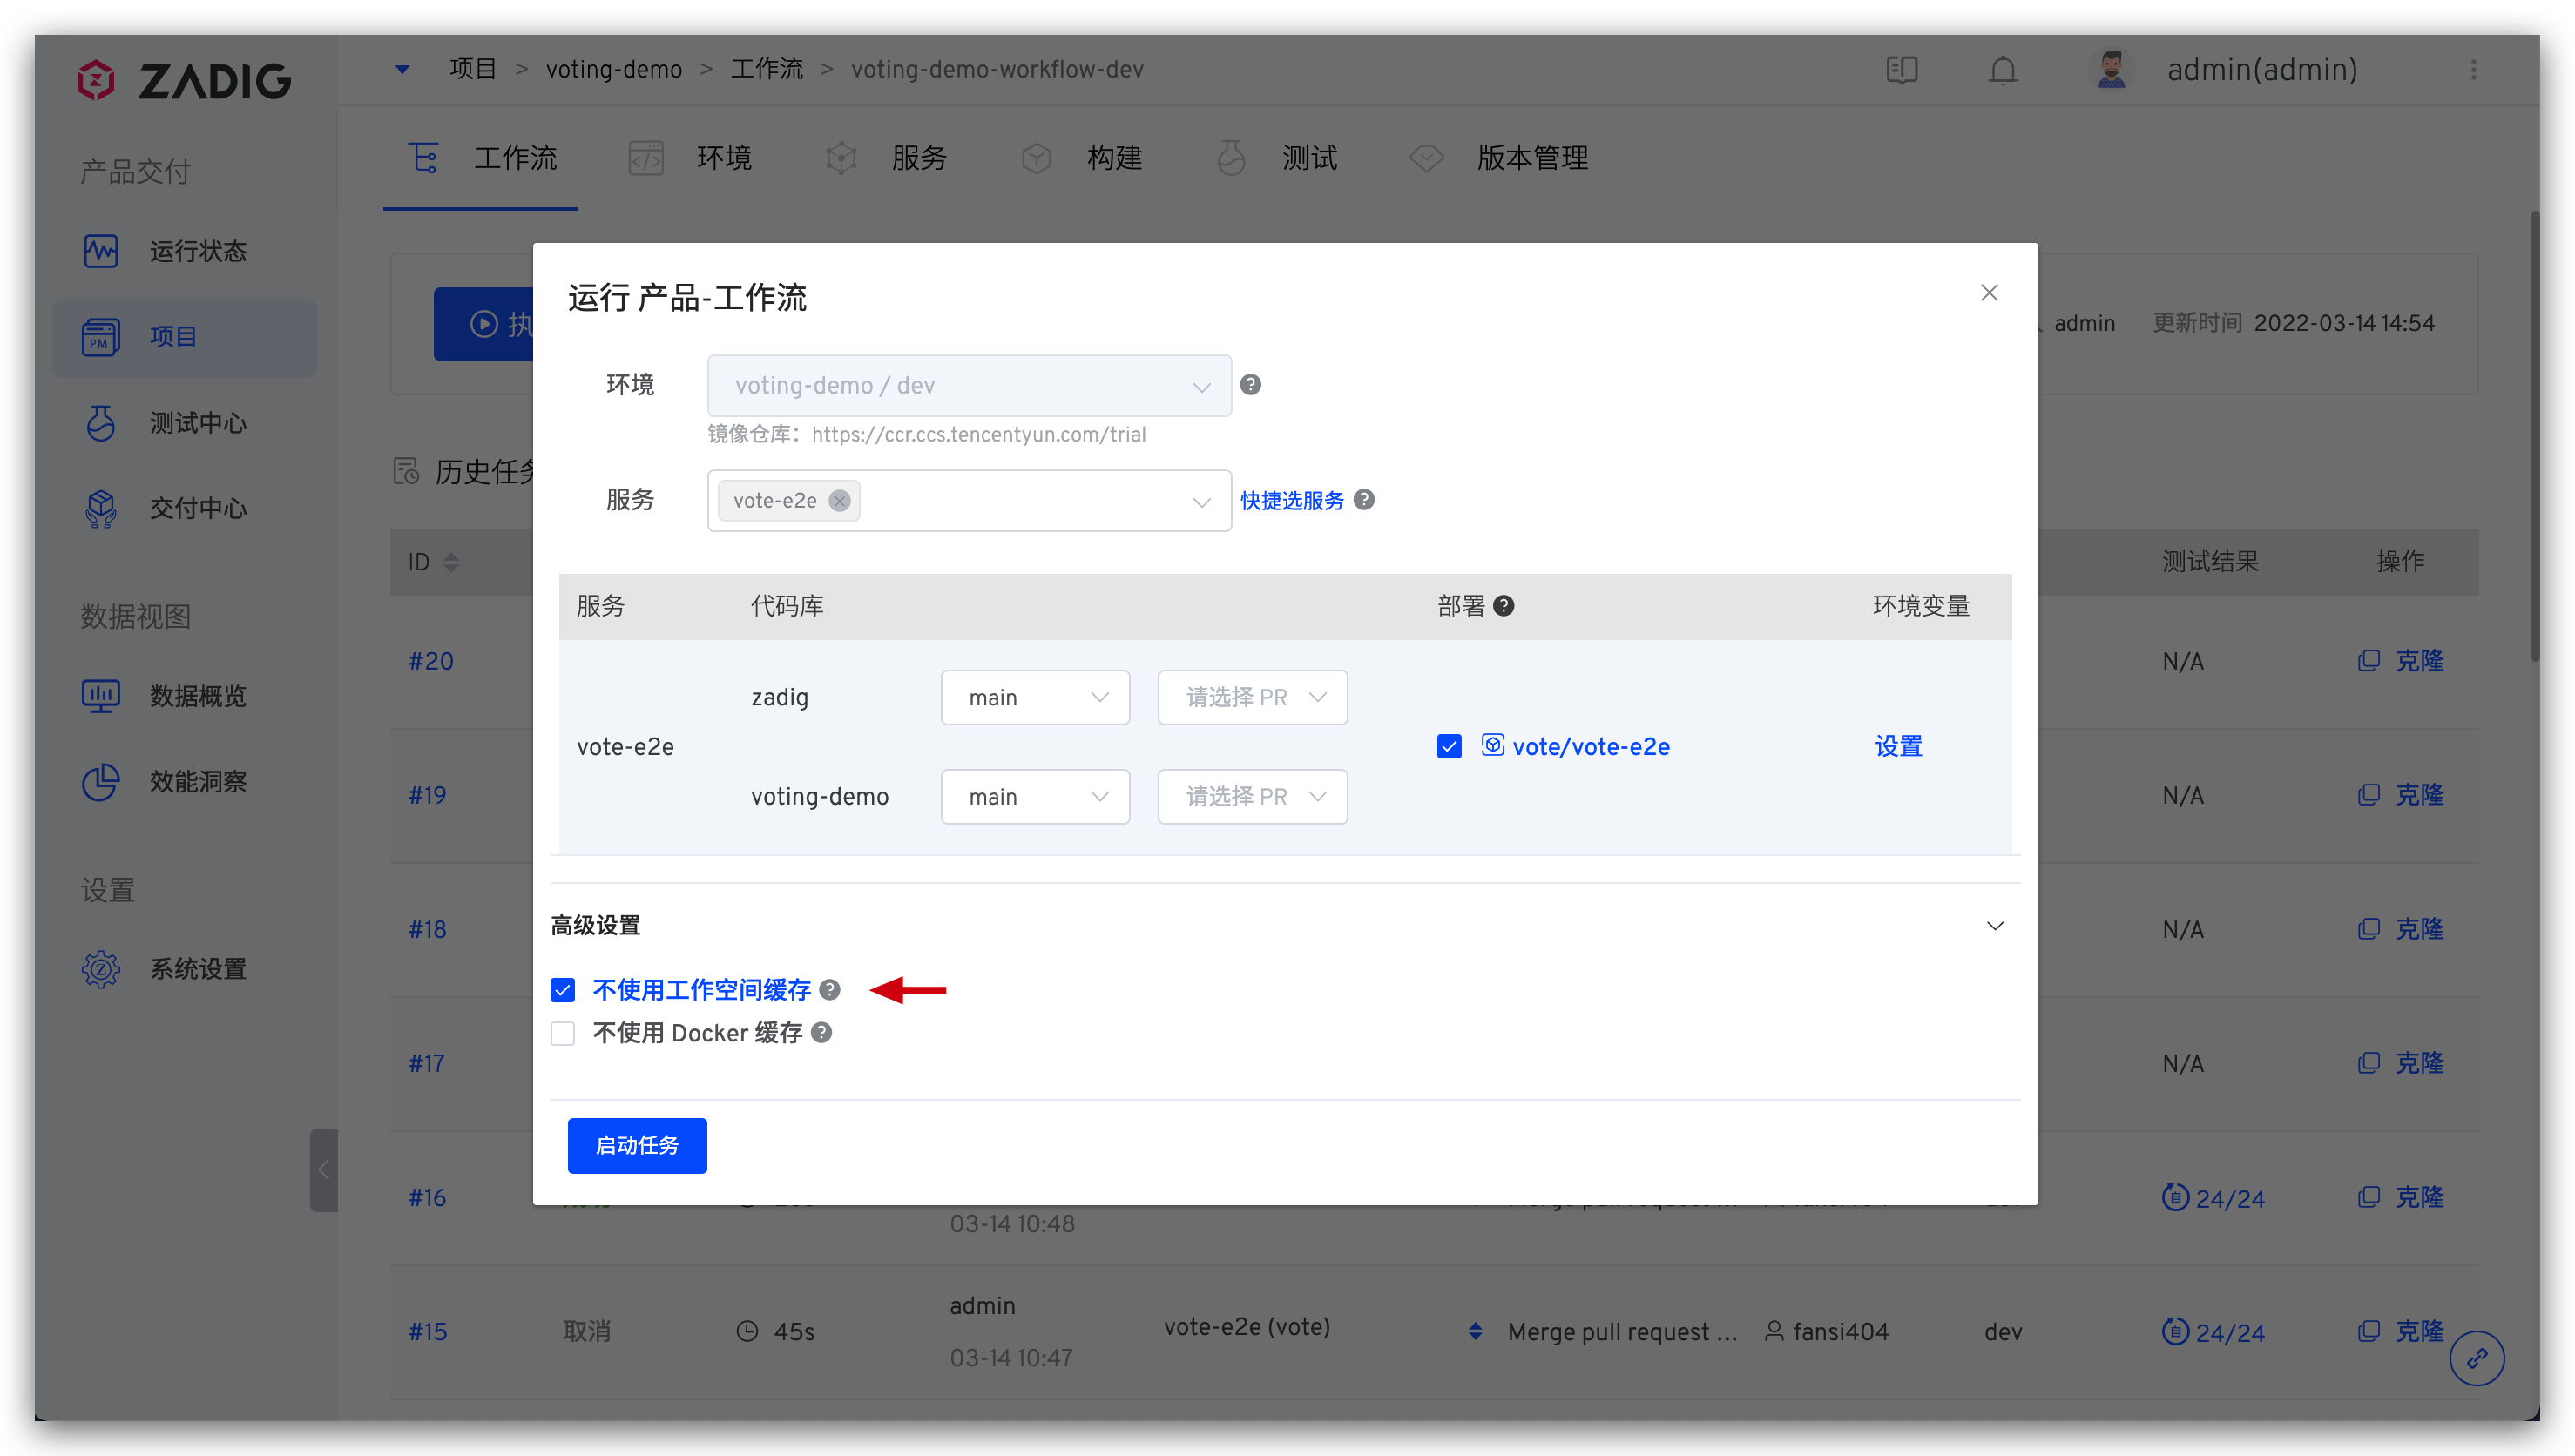 ZADIG
项目 > voting-demo > 工作流 > voting-demo-workflow-dev
admin(admin)
产品交付
运行状态
项目
测试中心
交付中心
数据视图
数据概览
效能洞察
设置
系统设置
工作流 环境 服务 构建 测试 版本管理
执
admin 更新时间 2022-03-14 14:54
历史任务
ID 测试结果 操作
#20 N/A 克隆
#19 N/A 克隆
#18 N/A 克隆
#17 N/A 克隆
#16 24/24 克隆
03-14 10:48
#15 取消 45s admin vote-e2e (vote) Merge pull request ... fansi404 dev 24/24 克隆
03-14 10:47
运行 产品-工作流
环境 voting-demo / dev
镜像仓库：https://ccr.ccs.tencentyun.com/trial
服务 vote-e2e 快捷选服务
服务 代码库 部署 环境变量
zadig main 请选择 PR
vote-e2e vote/vote-e2e 设置
voting-demo main 请选择 PR
高级设置
不使用工作空间缓存
不使用 Docker 缓存
启动任务